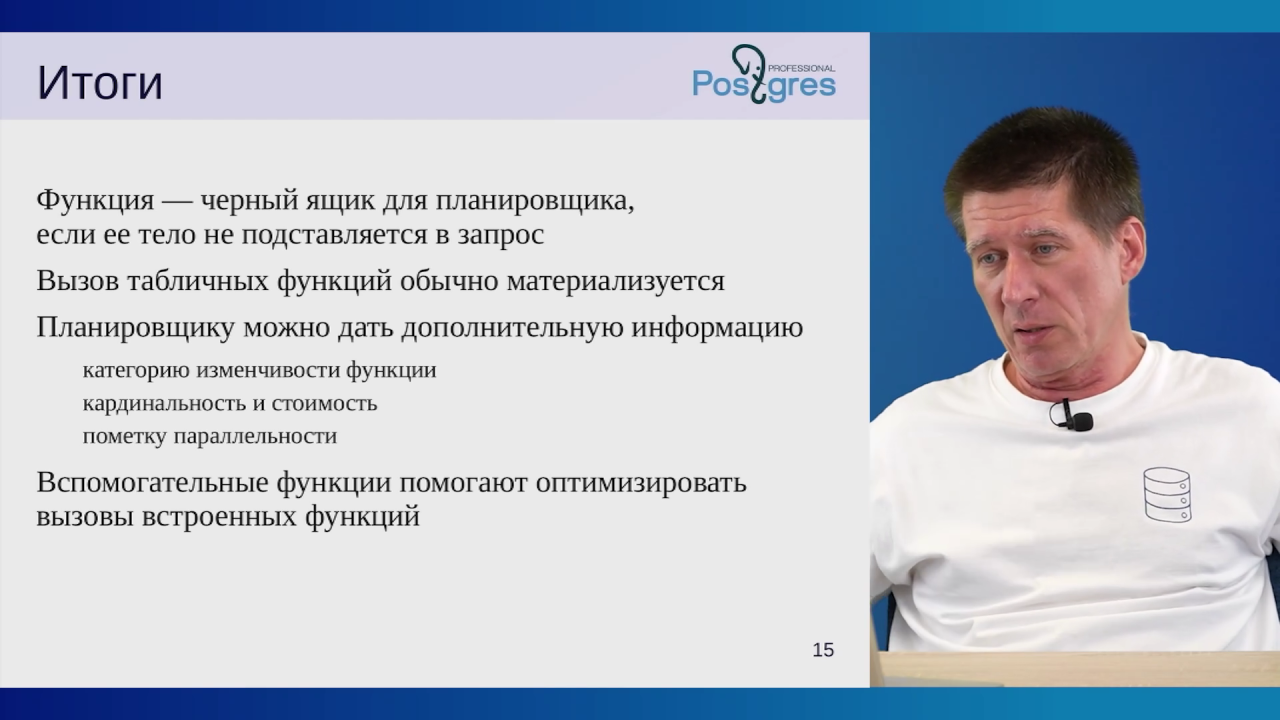 Итоги
PROFESSIONAL
Postgres
Функция — черный ящик для планировщика,
если ее тело не подставляется в запрос
Вызов табличных функций обычно материализуется
Планировщику можно дать дополнительную информацию
категорию изменчивости функции
кардинальность и стоимость
пометку параллельности
Вспомогательные функции помогают оптимизировать
вызовы встроенных функций
15